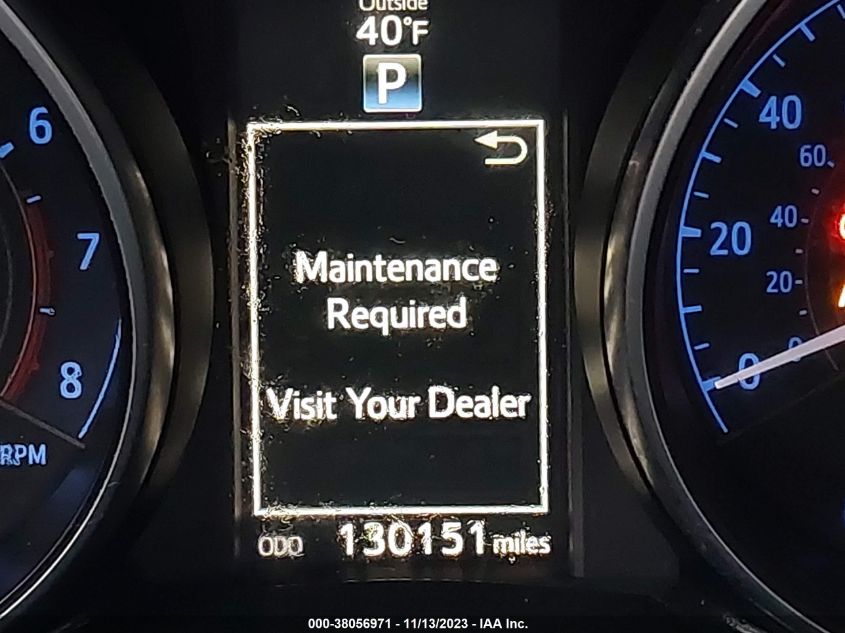 Outside
40°F
P
6
7
8
RPM
40
60
20
40
20
0
0
Maintenance
Required
Visit Your Dealer
ODO 130151 miles
000-38056971 - 11/13/2023 - IAA Inc.